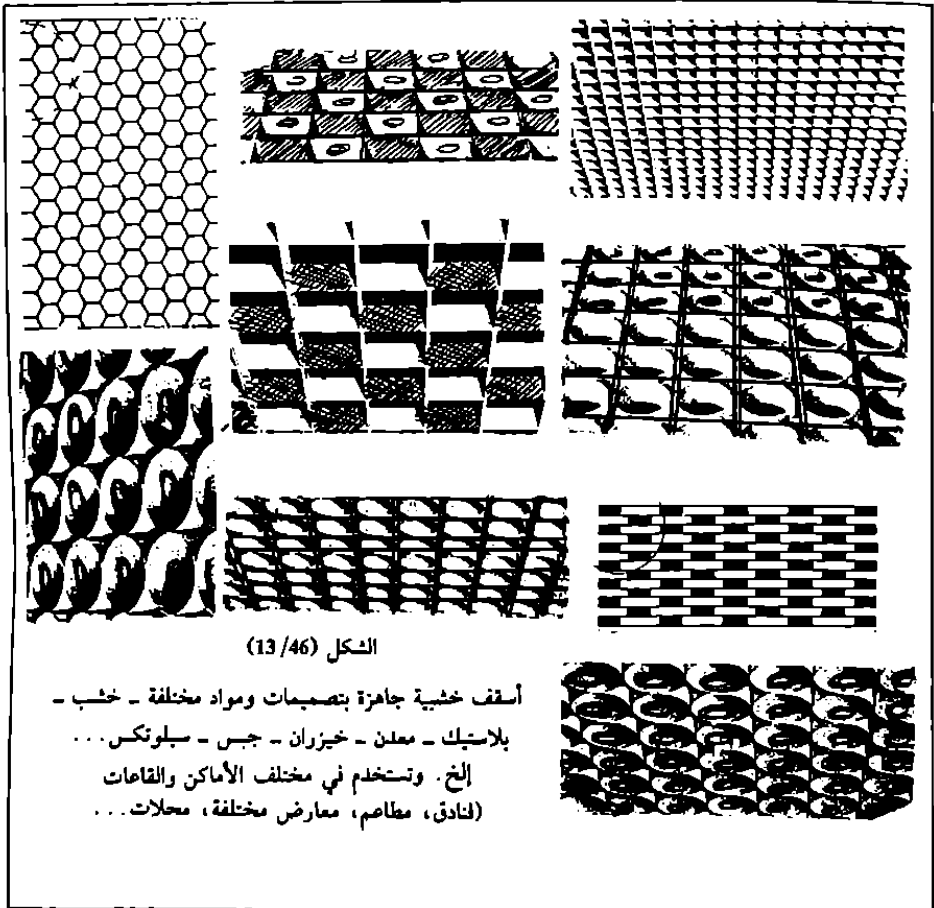 الشكل (13/46)
أسقف خشبية جاهزة بتصميمات ومواد مختلفة ـ خشب ـ
بلاستيك ـ معدن ـ خيزران ـ جبس ـ سيلوتكس...
إلخ. وتستخدم في مختلف الأماكن والقاعات
(فنادق، مطاعم، معارض مختلفة، محلات...